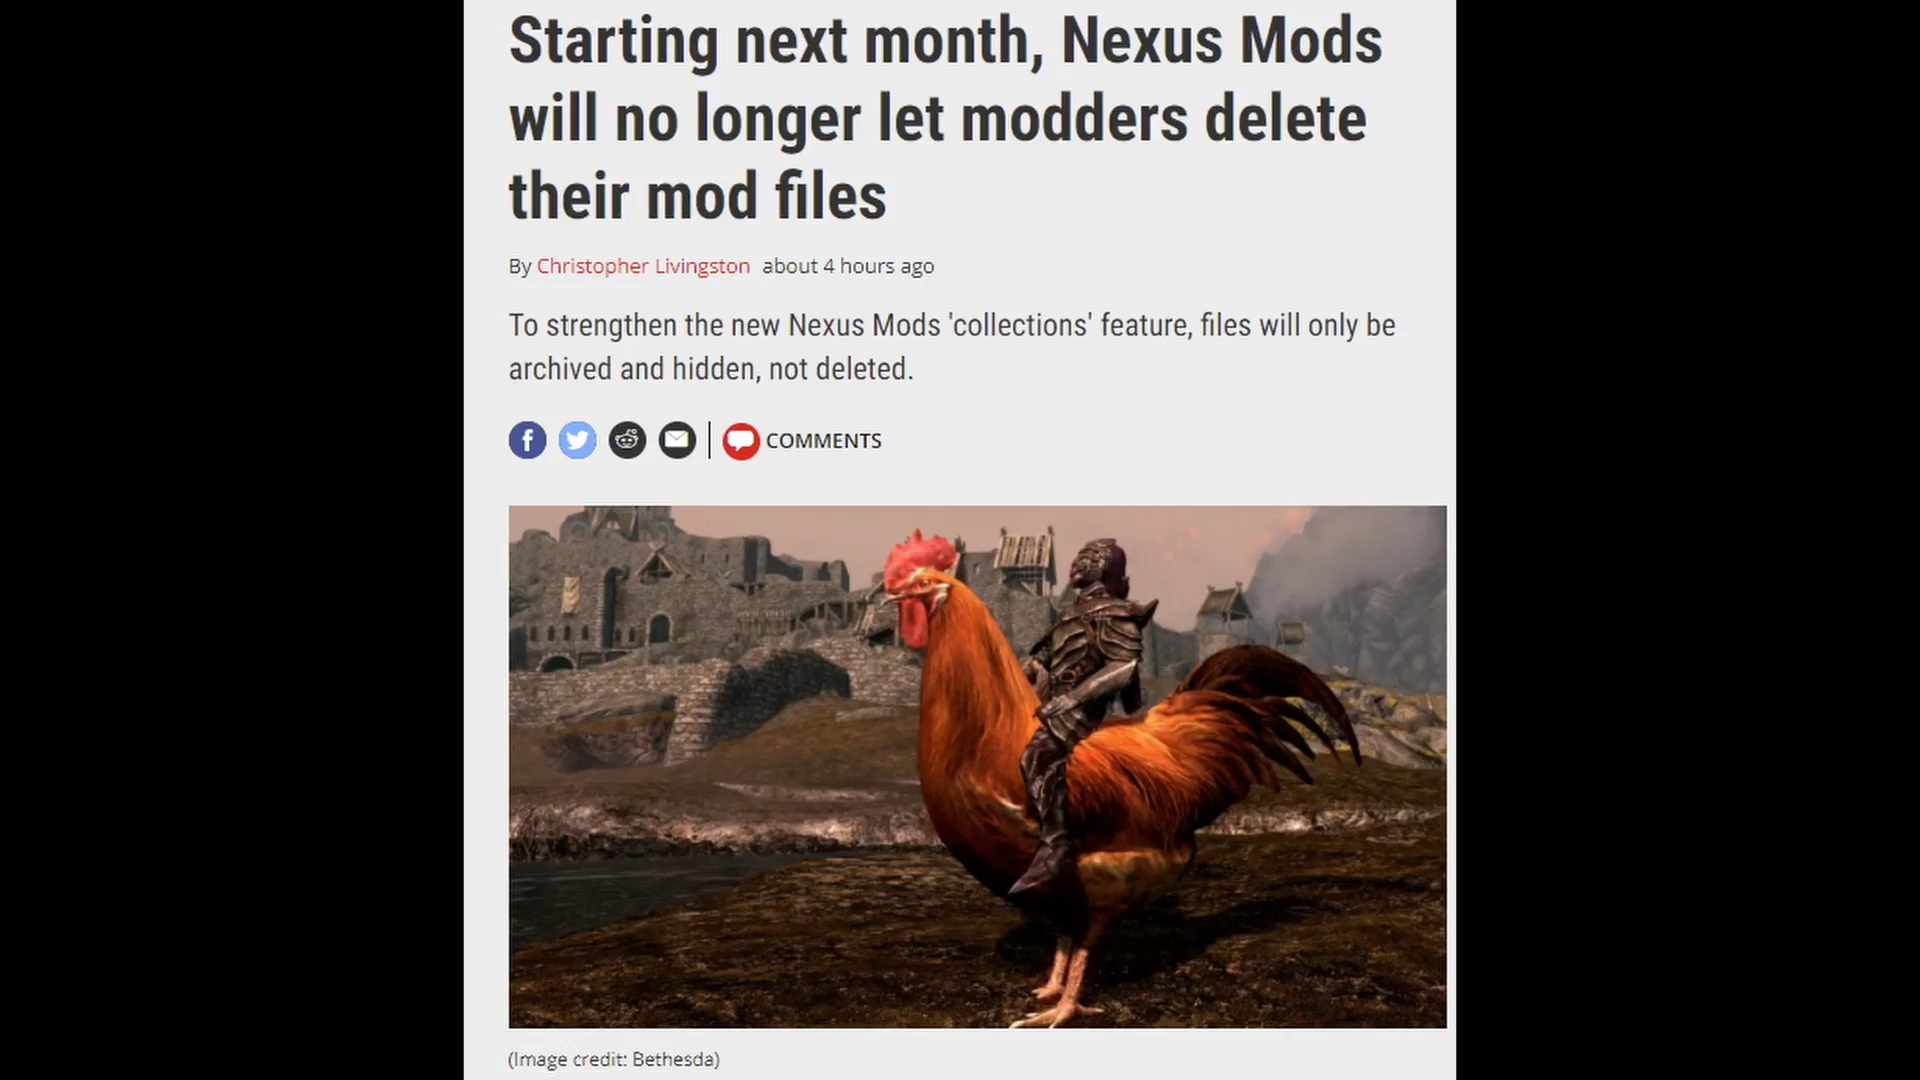 Starting next month, Nexus Mods
will no longer let modders delete
their mod files
By Christopher Livingston about 4 hours ago
To strengthen the new Nexus Mods 'collections' feature, files will only be
archived and hidden, not deleted.
f COMMENTS
(Image credit: Bethesda)